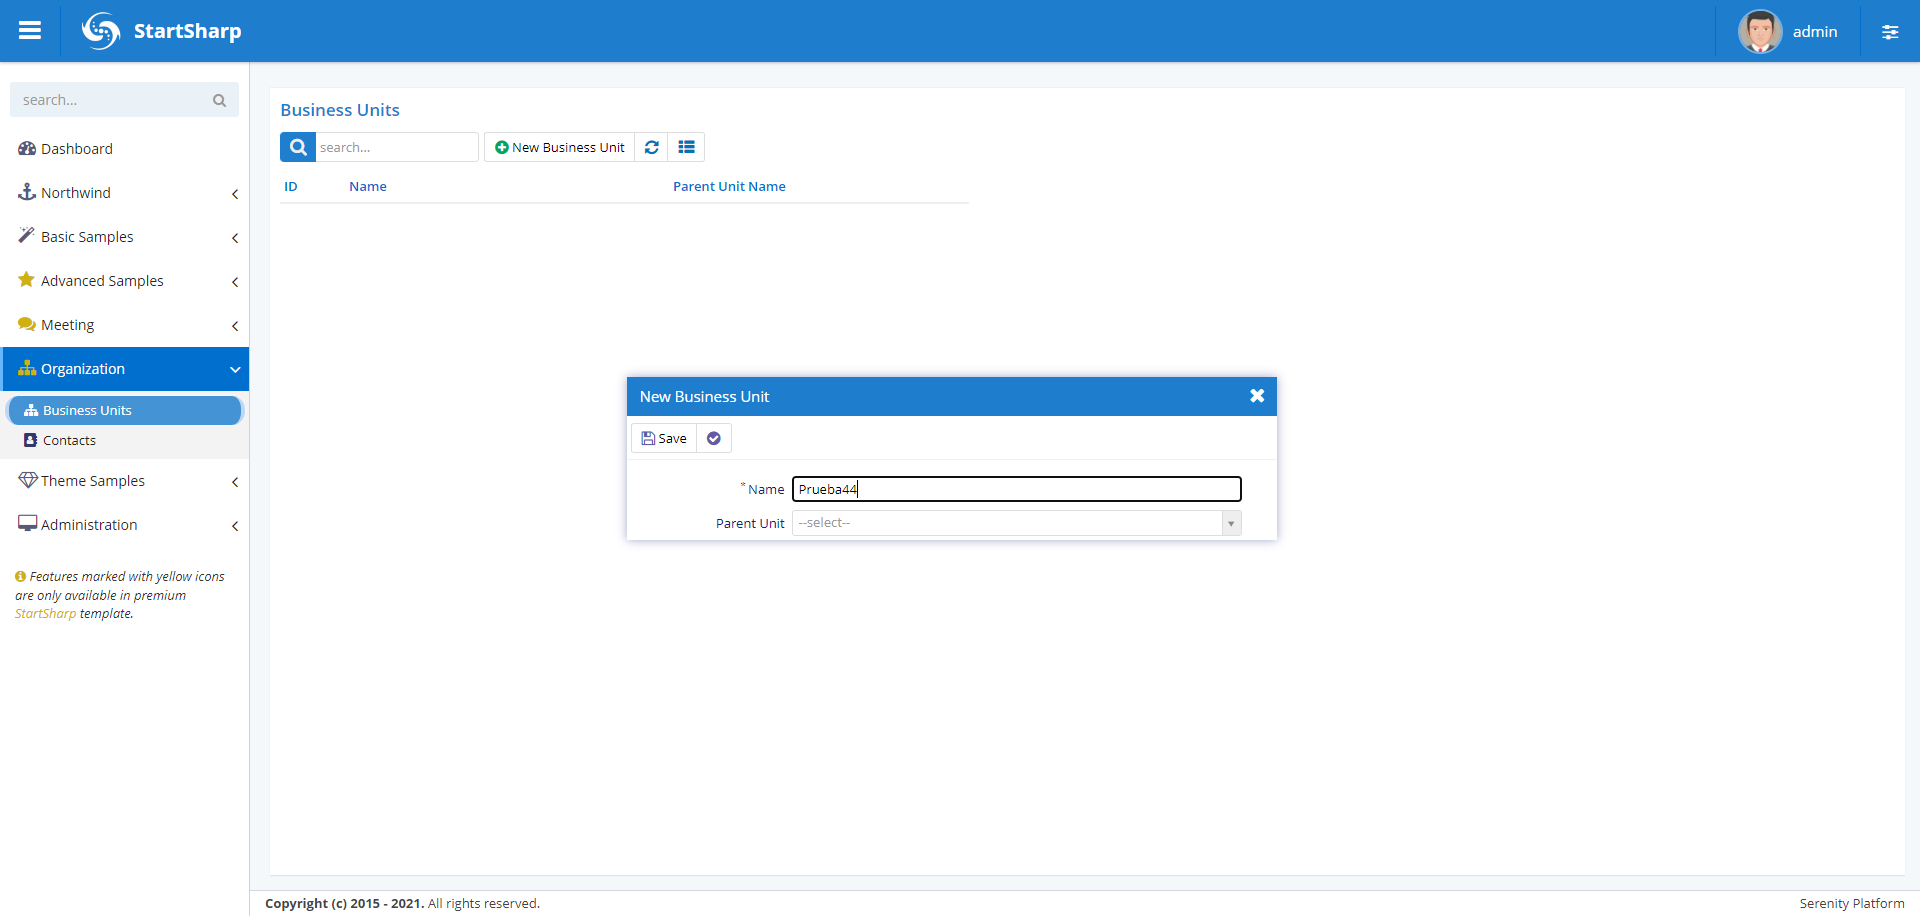 StartSharp
admin
search...
Dashboard
Northwind
Basic Samples
Advanced Samples
Meeting
Organization
Business Units
Contacts
Theme Samples
Administration
Features marked with yellow icons
are only available in premium
StartSharp template.
Business Units
search...
New Business Unit
ID Name Parent Unit Name
New Business Unit
Save
* Name Prueba44
Parent Unit --select--
Copyright (c) 2015 - 2021. All rights reserved.
Serenity Platform